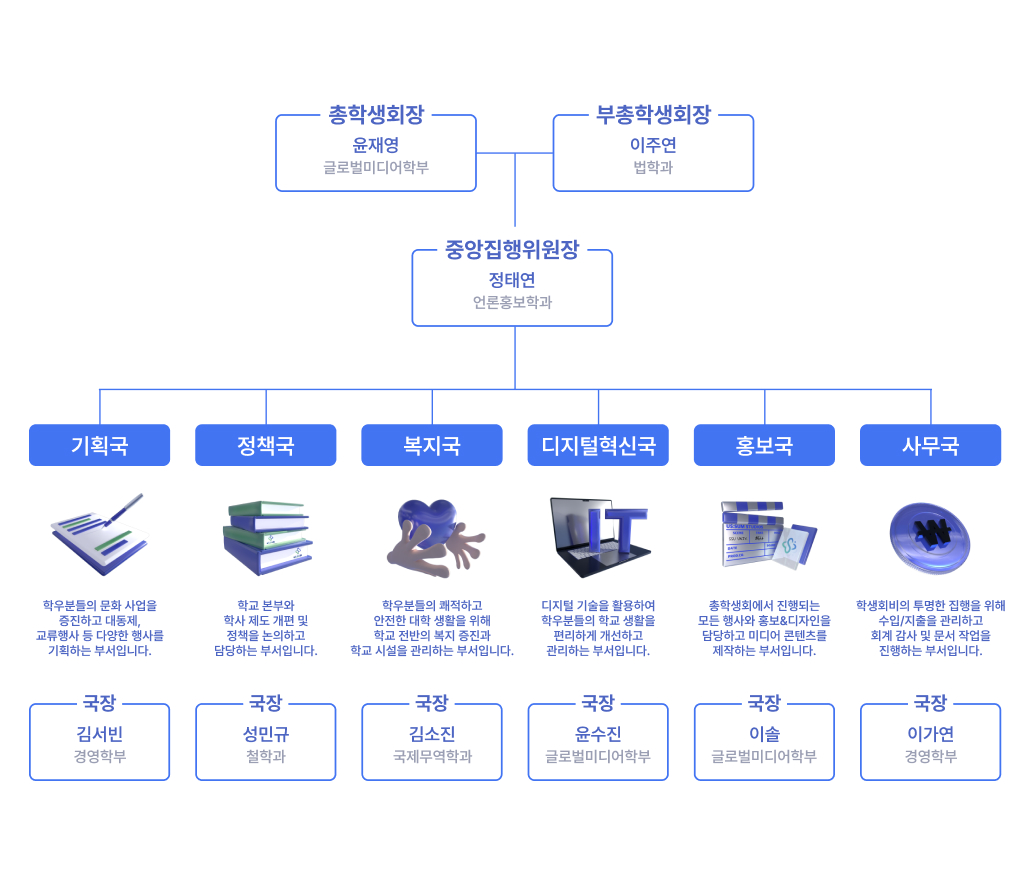 총학생회장
윤재영
글로벌미디어학부
부총학생회장
이주연
법학과
중앙집행위원장
정태연
언론홍보학과
기획국
정책국
복지국
디지털혁신국
홍보국
사무국
학우분들의 문화 사업을
증진하고 대동제,
교류행사 등 다양한 행사를
기획하는 부서입니다.
학교 본부와
학사 제도 개편 및
정책을 논의하고
담당하는 부서입니다.
학우분들의 쾌적하고
안전한 대학 생활을 위해
학교 전반의 복지 증진과
학교 시설을 관리하는 부서입니다.
디지털 기술을 활용하여
학우분들의 학교 생활을
편리하게 개선하고
관리하는 부서입니다.
총학생회에서 진행되는
모든 행사와 홍보&디자인을
담당하고 미디어 콘텐츠를
제작하는 부서입니다.
학생회비의 투명한 집행을 위해
수입/지출을 관리하고
회계 감사 및 문서 작업을
진행하는 부서입니다.
국장
김서빈
경영학부
국장
성민규
철학과
국장
김소진
국제무역학과
국장
윤수진
글로벌미디어학부
국장
이솔
글로벌미디어학부
국장
이가연
경영학부
IT